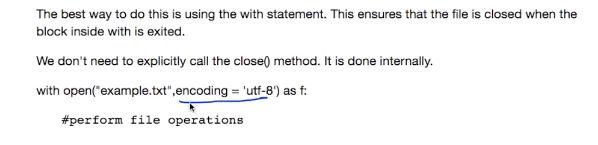 The best way to do this is using the with statement. This ensures that the file is closed when the
block inside with is exited.
We don't need to explicitly call the close() method. It is done internally.
with open("example.txt",encoding = 'utf-8') as f:
#perform file operations